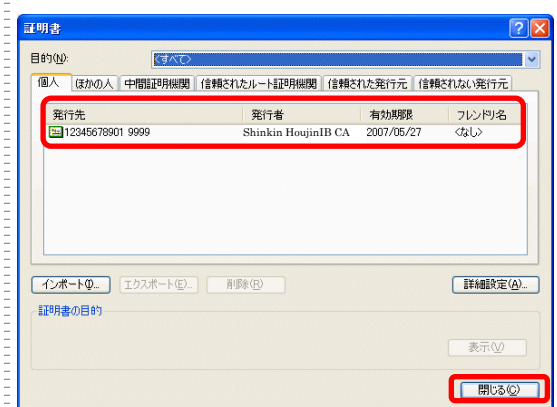 証明書
目的(N): <すべて>
個人 ほかの人 中間証明機関 信頼されたルート証明機関 信頼された発行元 信頼されない発行元
発行先 発行者 有効期限 フレンドリ名
12345678901 9999 Shinkin HoujinIB CA 2007/05/27 <なし>
インポート(I)... エクスポート(E)... 削除(R) 詳細設定(A)...
証明書の目的
表示(V)
閉じる(C)